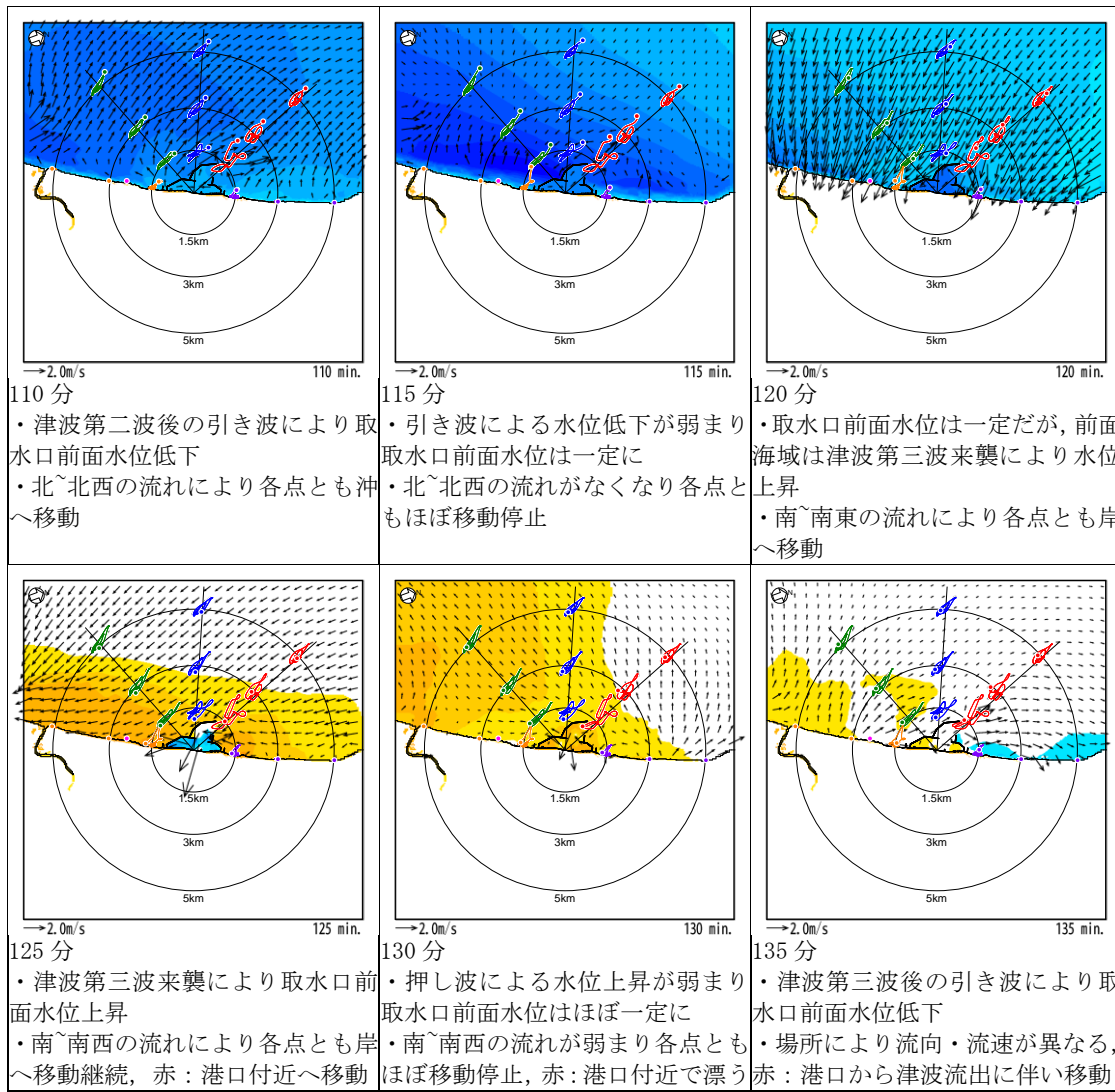 1.5km
3km
5km
→2.0m/s
110 min.
110 分
・津波第二波後の引き波により取
水口前面水位低下
・北~北西の流れにより各点とも沖
へ移動
1.5km
3km
5km
→2.0m/s
115 min.
115 分
・引き波による水位低下が弱まり
取水口前面水位は一定に
・北~北西の流れがなくなり各点と
もほぼ移動停止
1.5km
3km
5km
→2.0m/s
120 min.
120 分
・取水口前面水位は一定だが, 前面
海域は津波第三波来襲により水位
上昇
・南~南東の流れにより各点とも岸
へ移動
1.5km
3km
5km
→2.0m/s
125 min.
125 分
・津波第三波来襲により取水口前
面水位上昇
・南~南西の流れにより各点とも岸
へ移動継続, 赤：港口付近へ移動
1.5km
3km
5km
→2.0m/s
130 min.
130 分
・押し波による水位上昇が弱まり
取水口前面水位はほぼ一定に
・南~南西の流れが弱まり各点とも
ほぼ移動停止, 赤：港口付近で漂う
1.5km
3km
5km
→2.0m/s
135 min.
135 分
・津波第三波後の引き波により取
水口前面水位低下
・場所により流向・流速が異なる,
赤：港口から津波流出に伴い移動